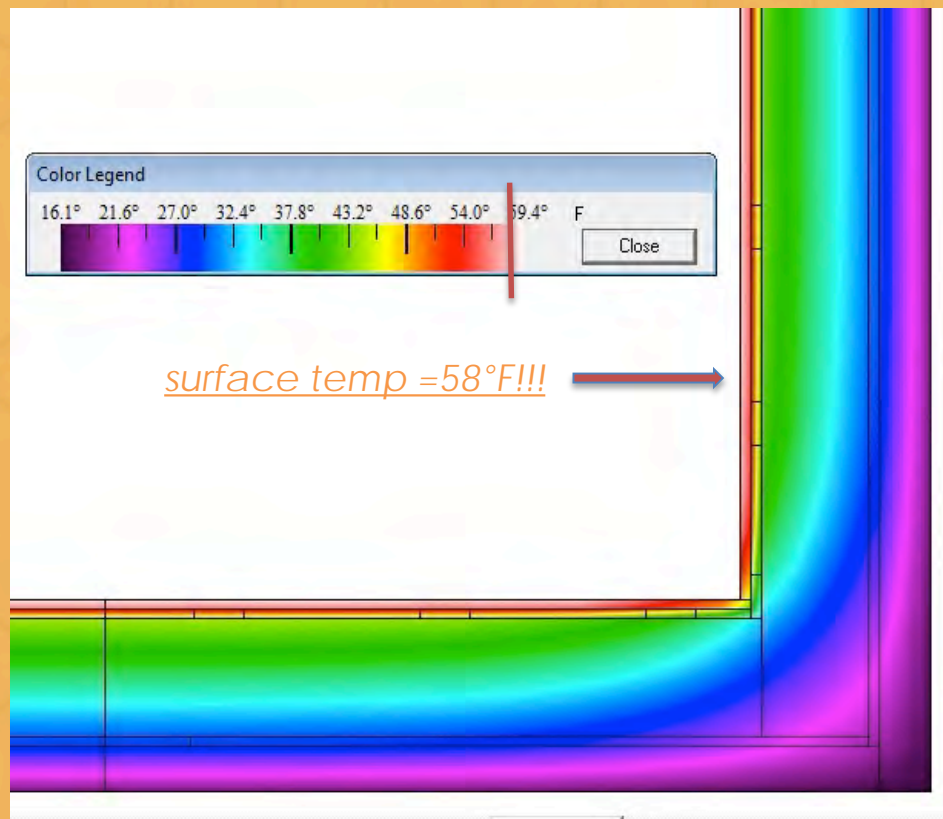 Color Legend
16.1° 21.6° 27.0° 32.4° 37.8° 43.2° 48.6° 54.0° 59.4° F
Close
surface temp =58°F!!!